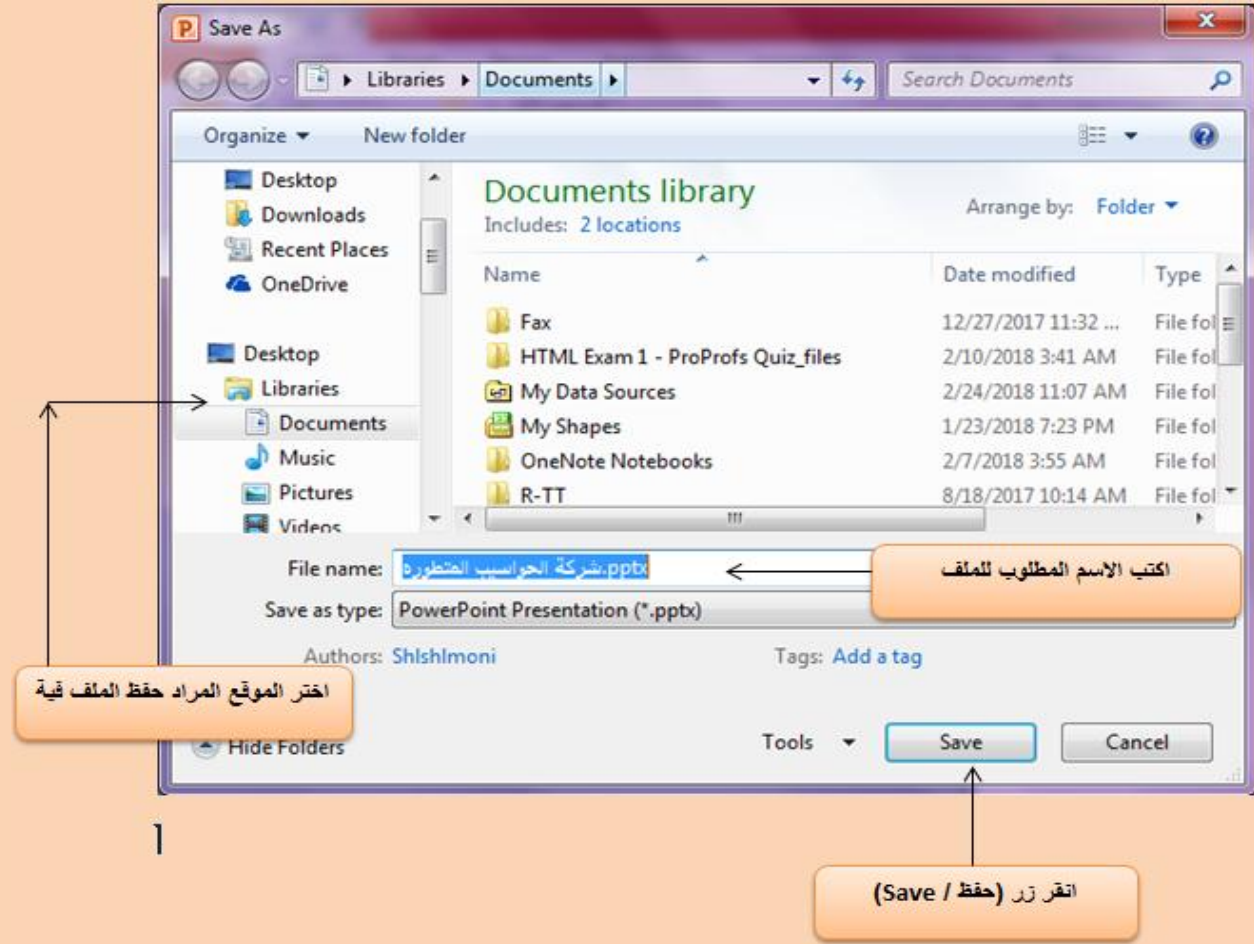 Save As
Libraries Documents
Search Documents
Organize New folder
Desktop
Downloads
Recent Places
OneDrive
Desktop
Libraries
Documents
Music
Pictures
Videos
Documents library
Includes: 2 locations
Arrange by: Folder
Name Date modified Type
Fax 12/27/2017 11:32 ... File fol
HTML Exam 1 - ProProfs Quiz_files 2/10/2018 3:41 AM File fol
My Data Sources 2/24/2018 11:07 AM File fol
My Shapes 1/23/2018 7:23 PM File fol
OneNote Notebooks 2/7/2018 3:55 AM File fol
R-TT 8/18/2017 10:14 AM File fol
File name: شركة الحواسيب المتطوره.pptx
اكتب الاسم المطلوب للملف
Save as type: PowerPoint Presentation (*.pptx)
Authors: ShIshImoni Tags: Add a tag
اختر الموقع المراد حفظ الملف فية
Hide Folders Tools Save Cancel
انقر زر (حفظ / Save)